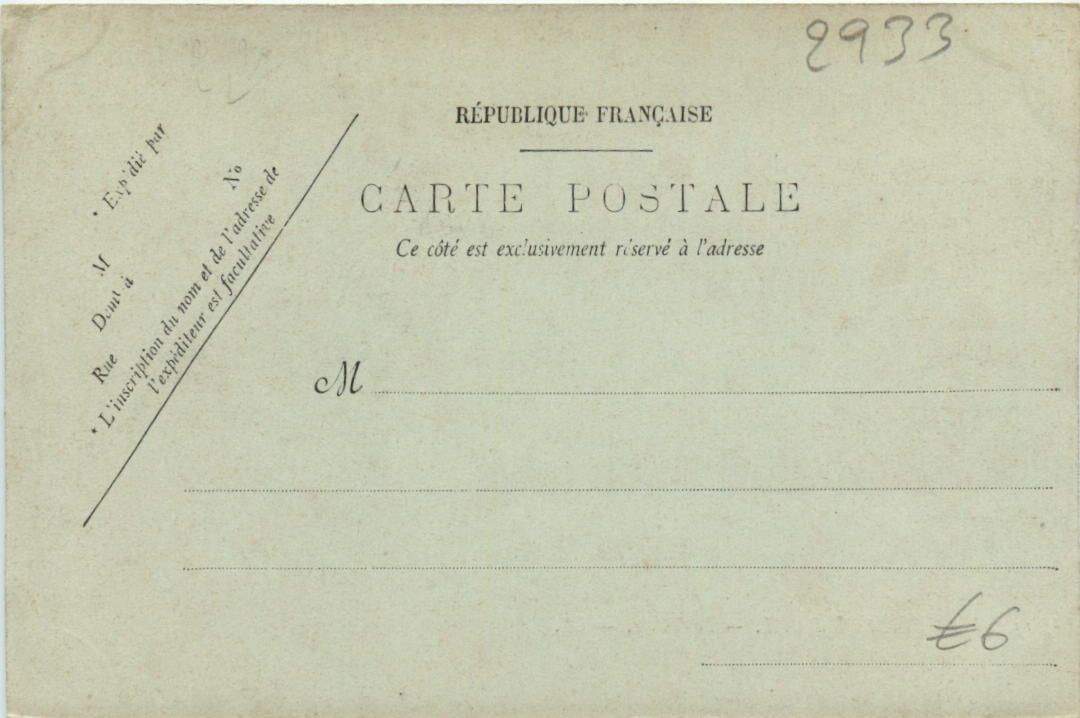 2933
RÉPUBLIQUE FRANÇAISE
CARTE POSTALE
Ce côté est exclusivement réservé à l'adresse
* Expédié par
M
Demt à
Rue
No
* L'inscription du nom et de l'adresse de
l'expéditeur est facultative
M
€6